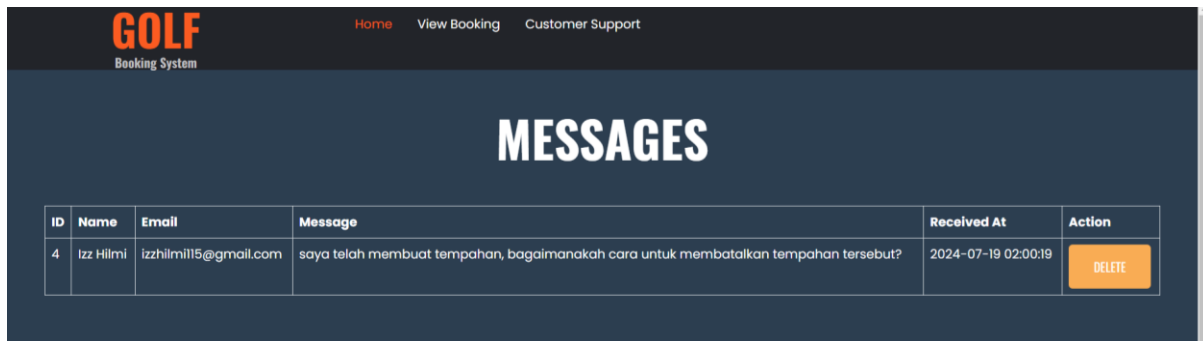 GOLF
Booking System
Home View Booking Customer Support
MESSAGES
ID Name Email Message Received At Action
4 Izz Hilmi izzhilmi115@gmail.com saya telah membuat tempahan, bagaimanakah cara untuk membatalkan tempahan tersebut? 2024-07-19 02:00:19 DELETE